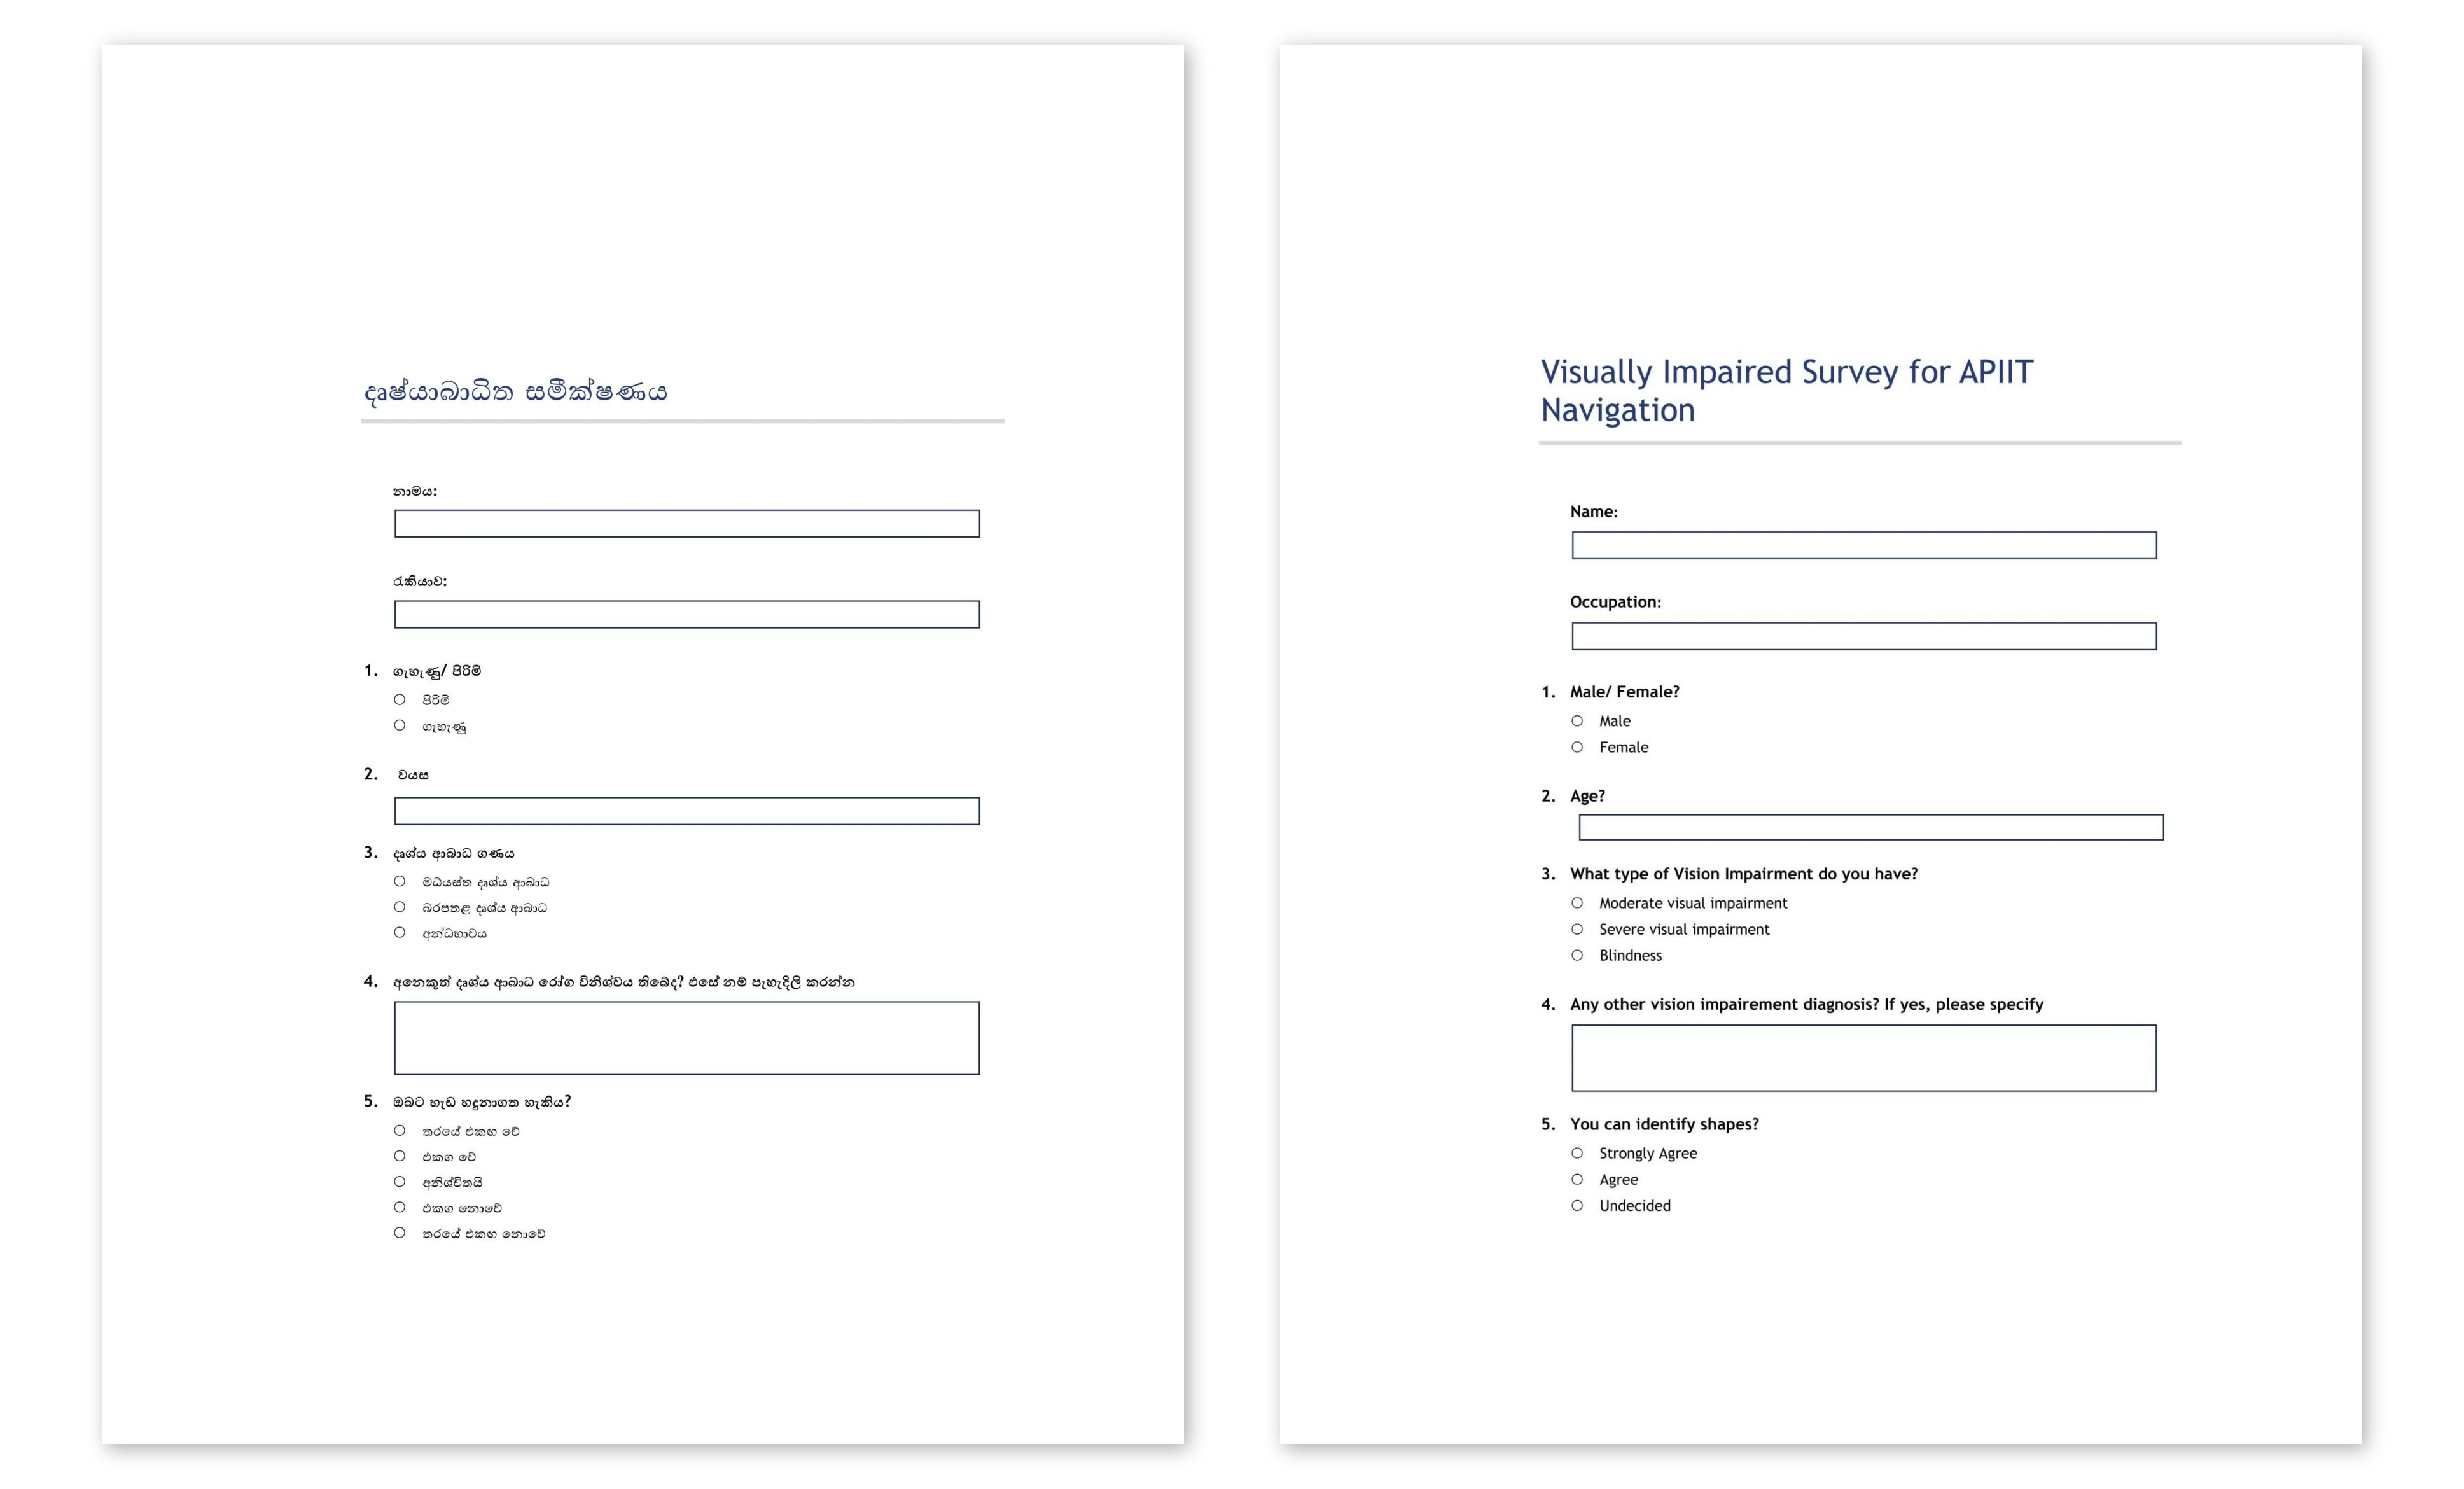 දෘෂ්යාබාධිත සමීක්ෂණය
නාමය:
රැකියාව:
1. ගැහැණු/ පිරිමි
පිරිමි
ගැහැණු
2. වයස
3. දෘශ්ය ආබාධ ගණය
මධ්යස්ත දෘශ්ය ආබාධ
බරපතළ දෘශ්ය ආබාධ
අන්ධභාවය
4. අනෙකුත් දෘශ්ය ආබාධ රෝග විනිශ්චය තිබේද? එසේ නම් පැහැදිලි කරන්න
5. ඔබට හැඩ හදුනාගත හැකිය?
තරයේ එකඟ වේ
එකග වේ
අනිශ්චිතයි
එකග නොවේ
තරයේ එකඟ නොවේ
Visually Impaired Survey for APIIT
Navigation
Name:
Occupation:
1. Male/ Female?
Male
Female
2. Age?
3. What type of Vision Impairment do you have?
Moderate visual impairment
Severe visual impairment
Blindness
4. Any other vision impairement diagnosis? If yes, please specify
5. You can identify shapes?
Strongly Agree
Agree
Undecided